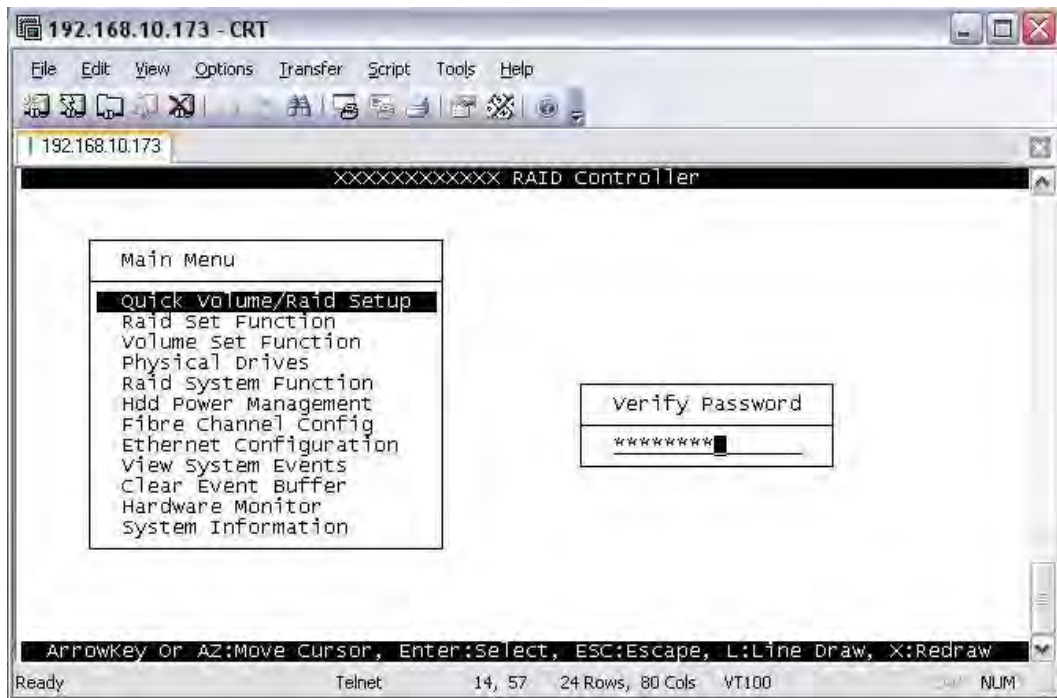 192.168.10.173 - CRT
File Edit View Options Transfer Script Tools Help
192.168.10.173
XXXXXXXXXXXX RAID Controller
Main Menu
Quick Volume/Raid Setup
Raid Set Function
Volume Set Function
Physical Drives
Raid System Function
Hdd Power Management
Fibre Channel Config
Ethernet Configuration
View System Events
Clear Event Buffer
Hardware Monitor
System Information
Verify Password
********
ArrowKey Or AZ:Move Cursor, Enter:Select, ESC:Escape, L:Line Draw, X:Redraw
Ready Telnet 14, 57 24 Rows, 80 Cols VT100 NUM